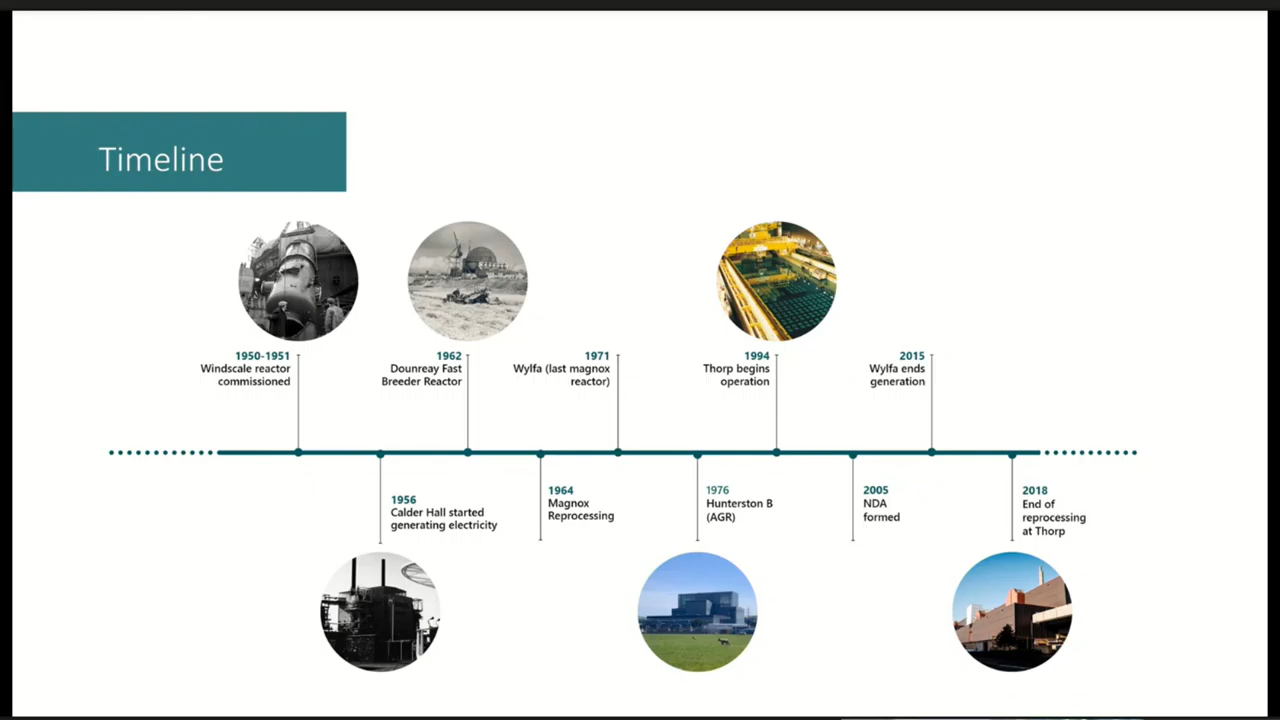 Timeline
1950-1951
Windscale reactor
commissioned
1962
Dounreay Fast
Breeder Reactor
1971
Wylfa (last magnox
reactor)
1994
Thorp begins
operation
2015
Wylfa ends
generation
1956
Calder Hall started
generating electricity
1964
Magnox
Reprocessing
1976
Hunterston B
(AGR)
2005
NDA
formed
2018
End of
reprocessing
at Thorp